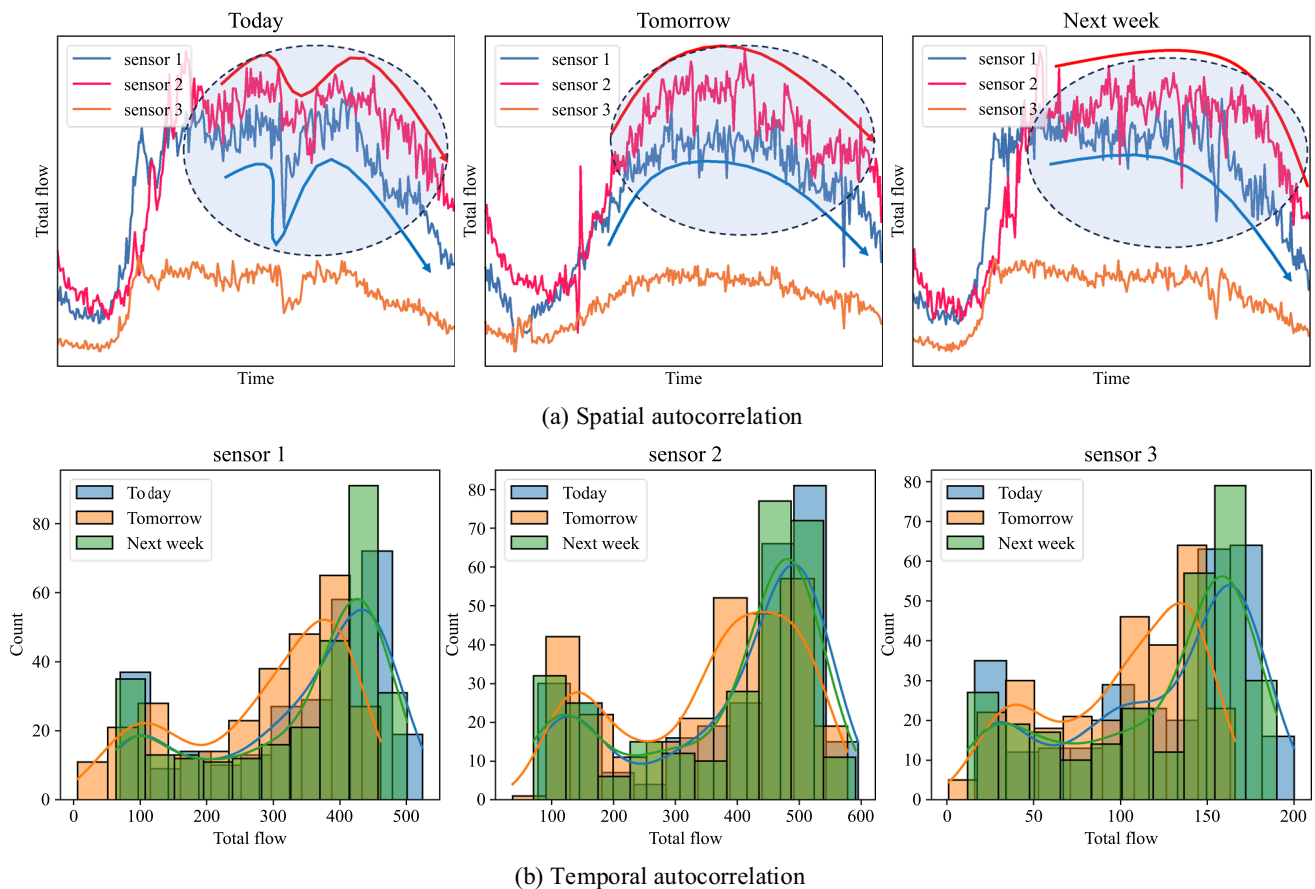 Today
Tomorrow
Next week
sensor 1
sensor 2
sensor 3
Total flow
Time
sensor 1
sensor 2
sensor 3
Total flow
Time
sensor 1
sensor 2
sensor 3
Total flow
Time
(a) Spatial autocorrelation
sensor 1
sensor 2
sensor 3
Today
Tomorrow
Next week
Count
80
60
40
20
0
0 100 200 300 400 500
Total flow
Today
Tomorrow
Next week
Count
80
70
60
50
40
30
20
10
0
100 200 300 400 500 600
Total flow
Today
Tomorrow
Next week
Count
80
70
60
50
40
30
20
10
0
0 50 100 150 200
Total flow
(b) Temporal autocorrelation